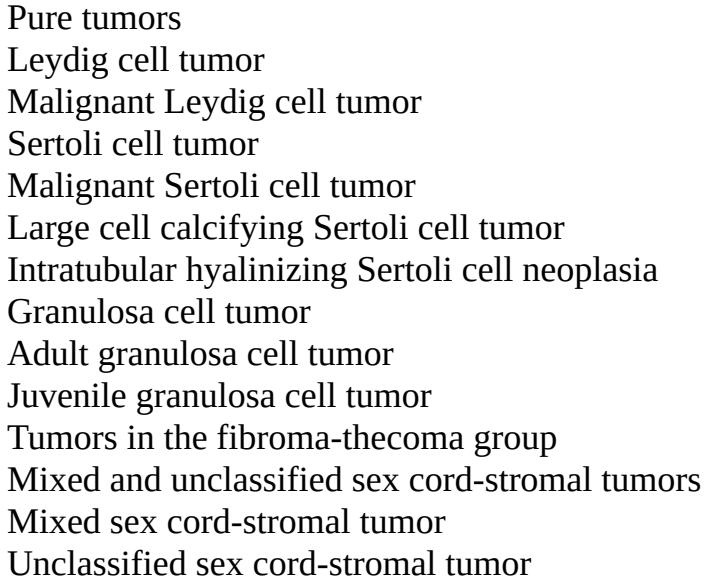 Pure tumors
Leydig cell tumor
Malignant Leydig cell tumor
Sertoli cell tumor
Malignant Sertoli cell tumor
Large cell calcifying Sertoli cell tumor
Intratubular hyalinizing Sertoli cell neoplasia
Granulosa cell tumor
Adult granulosa cell tumor
Juvenile granulosa cell tumor
Tumors in the fibroma-thecoma group
Mixed and unclassified sex cord-stromal tumors
Mixed sex cord-stromal tumor
Unclassified sex cord-stromal tumor